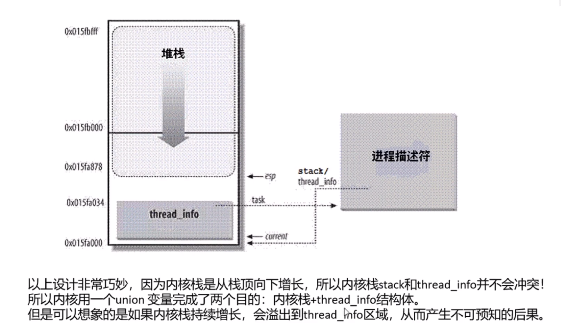 0x015fbfff
堆栈
0x015fb000
0x015fa878
esp
stack/
thread_info
进程描述符
0x015fa034
task
thread_info
current
0x015fa000
以上设计非常巧妙，因为内核栈是从栈顶向下增长，所以内核栈stack和thread_info并不会冲突！
所以内核用一个union 变量完成了两个目的：内核栈+thread_info结构体。
但是可以想象的是如果内核栈持续增长，会溢出到thread_info区域，从而产生不可预知的后果。